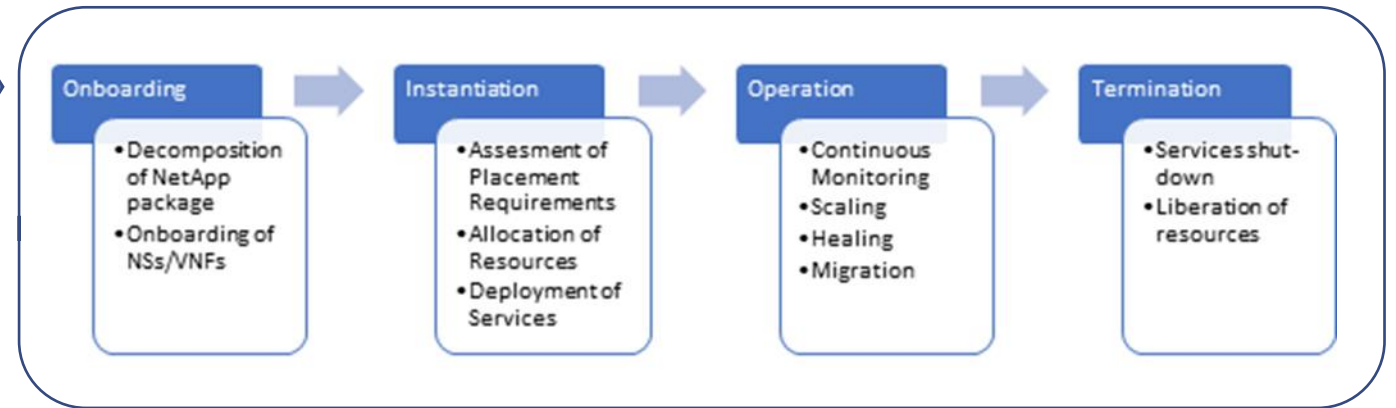 Onboarding
•Decomposition
of NetApp
package
•Onboarding of
NSs/VNFs
Instantiation
•Assesment of
Placement
Requirements
•Allocation of
Resources
•Deployment of
Services
Operation
•Continuous
Monitoring
•Scaling
•Healing
•Migration
Termination
•Services shut-
down
•Liberation of
resources